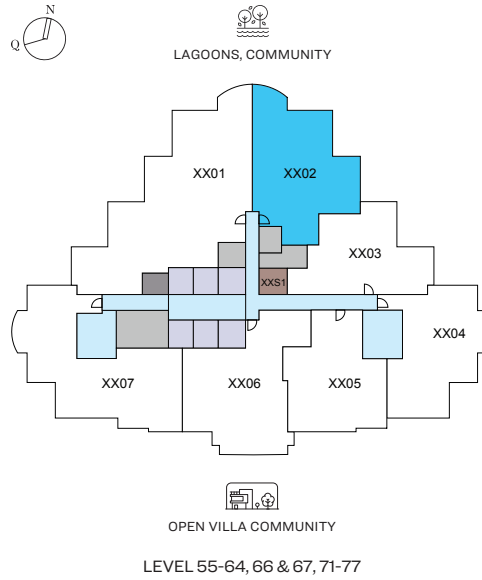 N
Q
LAGOONS, COMMUNITY
XX01
XX02
XX03
XXS1
XX04
XX07
XX06
XX05
OPEN VILLA COMMUNITY
LEVEL 55-64, 66 & 67, 71-77